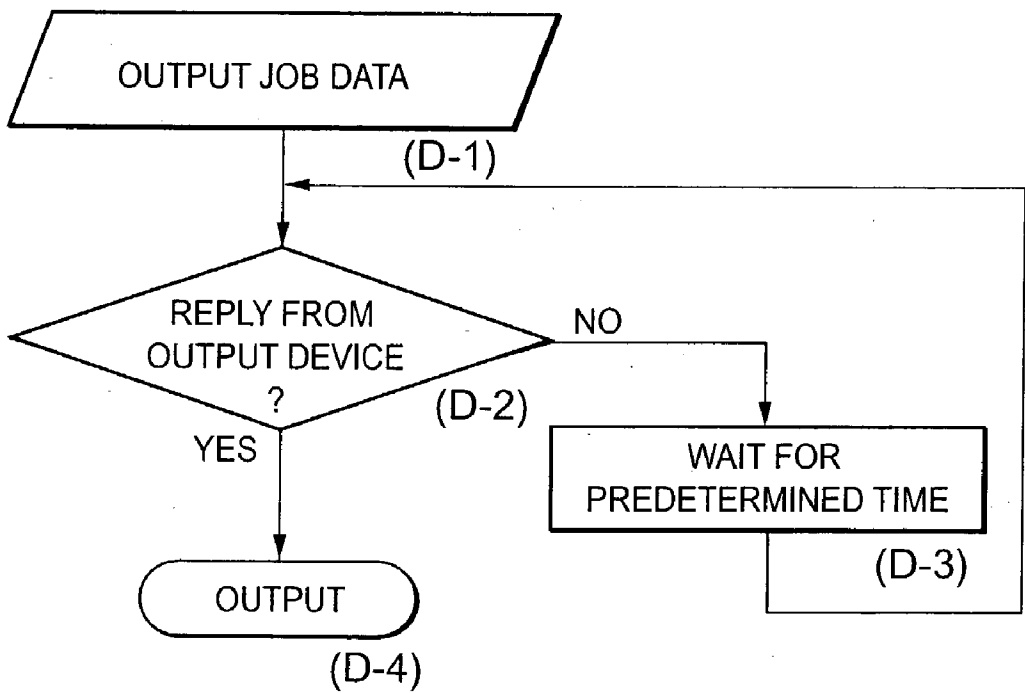 OUTPUT JOB DATA
(D-1)
REPLY FROM
OUTPUT DEVICE
?
NO
(D-2)
YES
WAIT FOR
PREDETERMINED TIME
(D-3)
OUTPUT
(D-4)